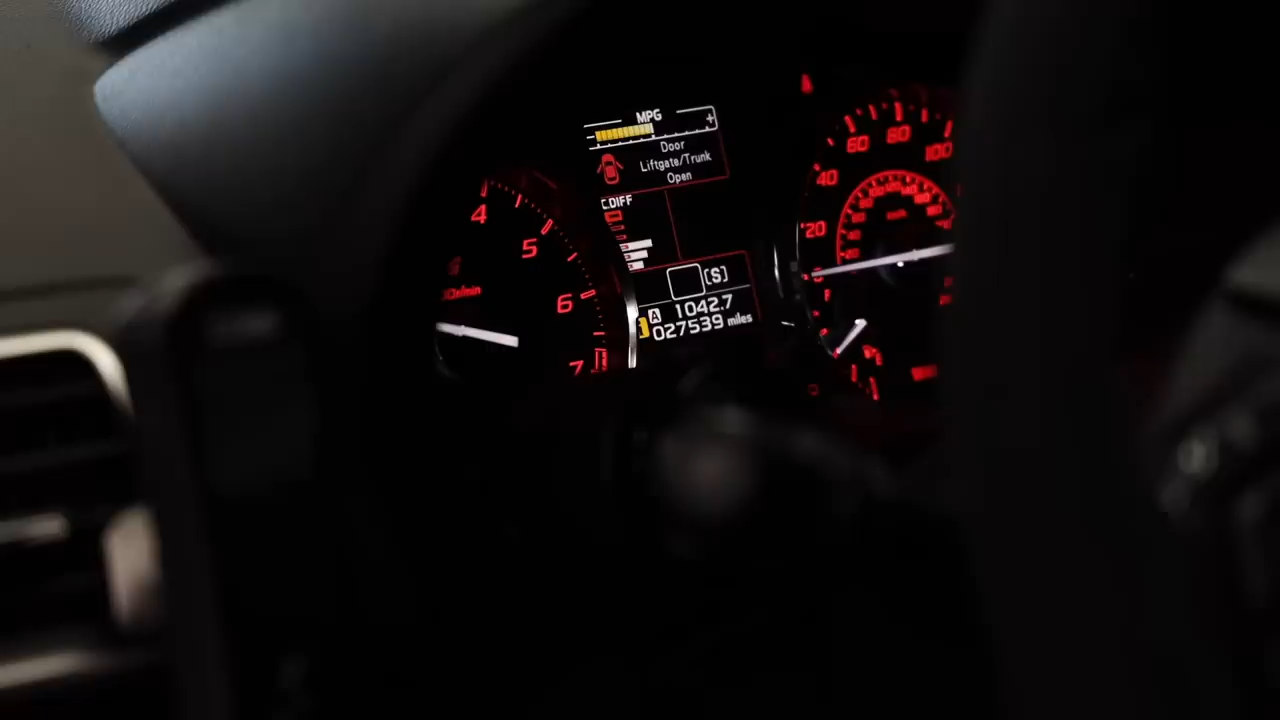 MPG
Door
Liftgate/Trunk
Open
C.DIFF
[S]
A 1042.7
027539 miles
4
5
6
7
20
40
60
80
100